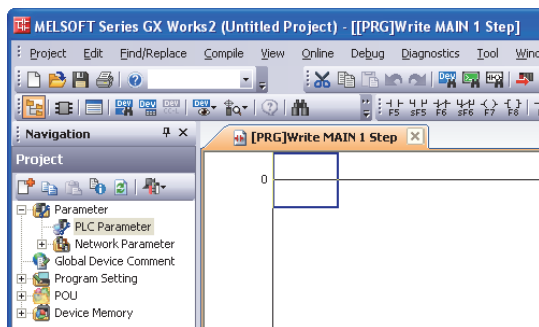 MELSOFT Series GX Works2 (Untitled Project) - [[PRG]Write MAIN 1 Step]
Project Edit Find/Replace Compile View Online Debug Diagnostics Tool Wind
F5 sF5 F6 sF6 F7 F8
Navigation
[PRG]Write MAIN 1 Step
Project
0
Parameter
PLC Parameter
Network Parameter
Global Device Comment
Program Setting
POU
Device Memory